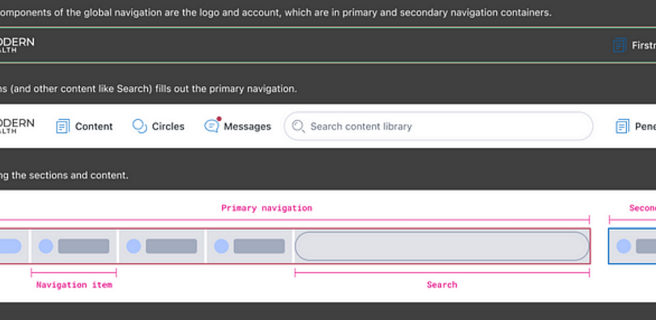 omponents of the global navigation are the logo and account, which are in primary and secondary navigation containers.
ODERN
ALTH
Firstn
ns (and other content like Search) fills out the primary navigation.
ODERN
ALTH
Content
Circles
Messages
Search content library
Pene
ng the sections and content.
Primary navigation
Secon
Navigation item
Search